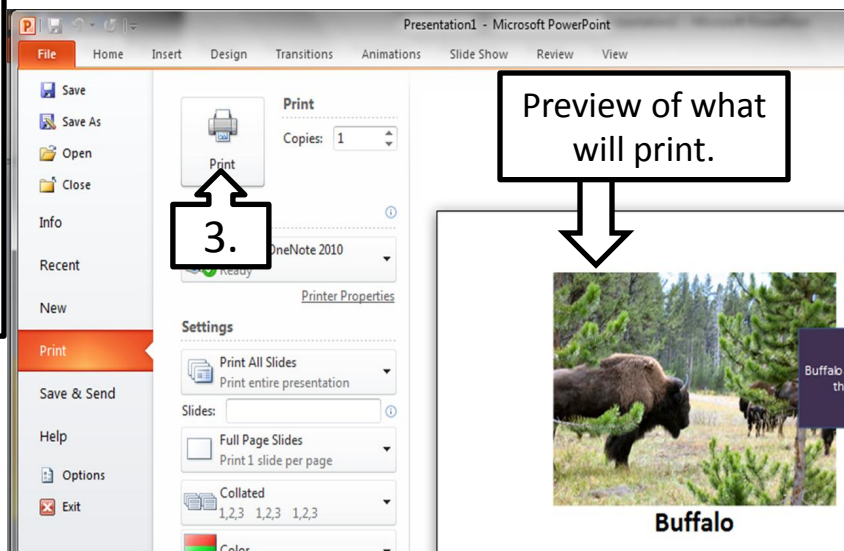 Presentation1 - Microsoft PowerPoint
File Home Insert Design Transitions Animations Slide Show Review View
Save
Save As
Open
Close
Info
Recent
New
Print
Save & Send
Help
Options
Exit
Print
Print
Copies: 1
3.
OneNote 2010
Ready
Printer Properties
Settings
Print All Slides
Print entire presentation
Slides:
Full Page Slides
Print 1 slide per page
Collated
1,2,3 1,2,3 1,2,3
Color
Preview of what
will print.
Buffalo
th
Buffalo